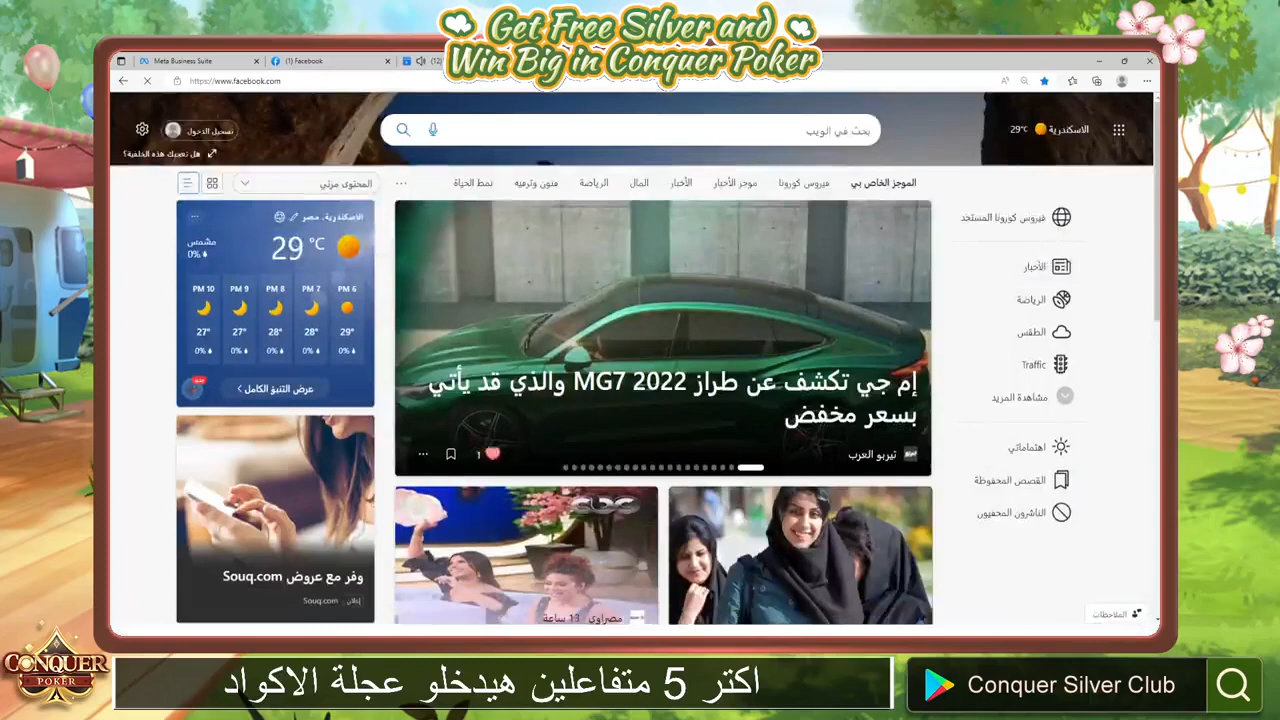 Get Free Silver and
Win Big in Conquer Poker
Meta Business Suite
(1) Facebook
https://www.facebook.com
تسجيل الدخول
هل تعجبك هذه الخلفية؟
بحث في الويب
الاسكندرية 29°C
الموجز الخاص بي
فيروس كورونا
موجز الأخبار
الأخبار
المال
الرياضة
فنون وترفيه
نمط الحياة
المحتوى مرئي
الاسكندرية, مصر
29 °C
مشمس
0%
PM 6 PM 7 PM 8 PM 9 PM 10
29° 28° 28° 27° 27°
0% 0% 0% 0% 0%
عرض التنبؤ الكامل
جديد
إم جي تكشف عن طراز MG7 2022 والذي قد يأتي
بسعر مخفض
تيربو العرب
1
وفر مع عروض Souq.com
إعلان Souq.com
CBC
مصراوي 13 ساعة
فيروس كورونا المستجد
الأخبار
الرياضة
الطقس
Traffic
مشاهدة المزيد
اهتماماتي
القصص المحفوظة
الناشرون المخفيون
الملاحظات
CONQUER
POKER
اكتر 5 متفاعلين هيدخلو عجلة الاكواد
Conquer Silver Club